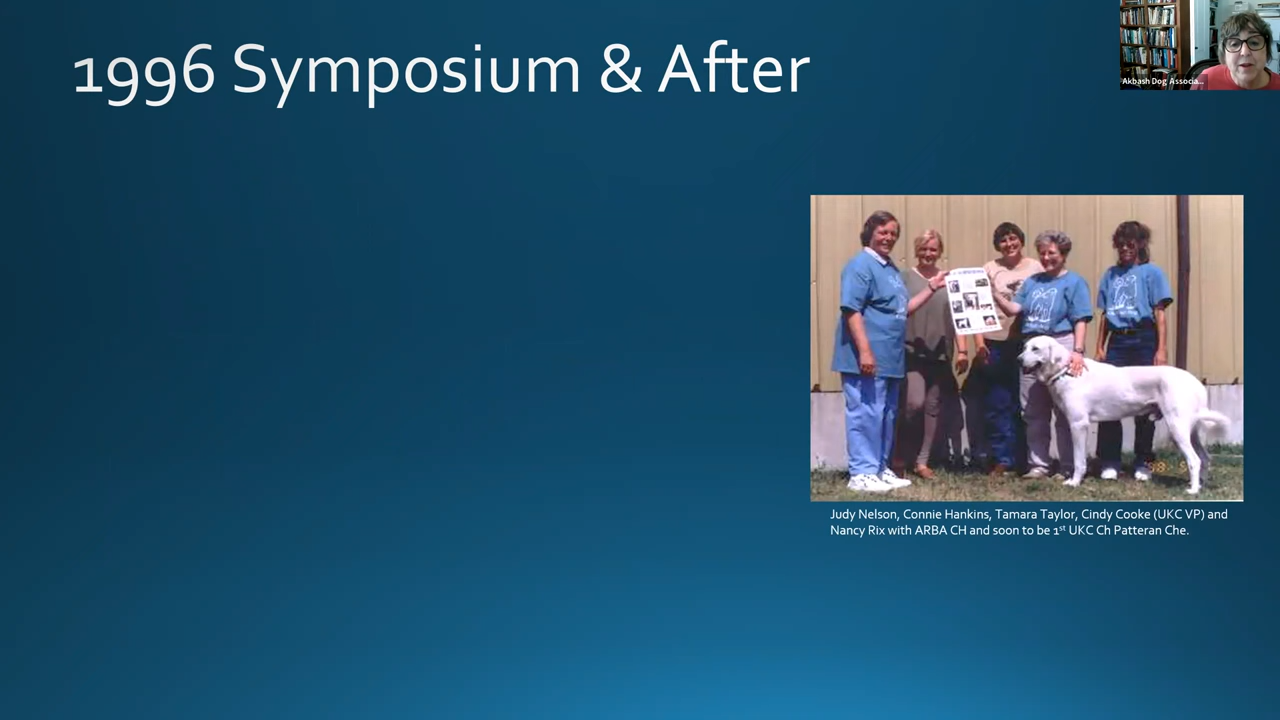 1996 Symposium & After
Akbash Dog Associa...
Judy Nelson, Connie Hankins, Tamara Taylor, Cindy Cooke (UKC VP) and
Nancy Rix with ARBA CH and soon to be 1st UKC Ch Patteran Che.